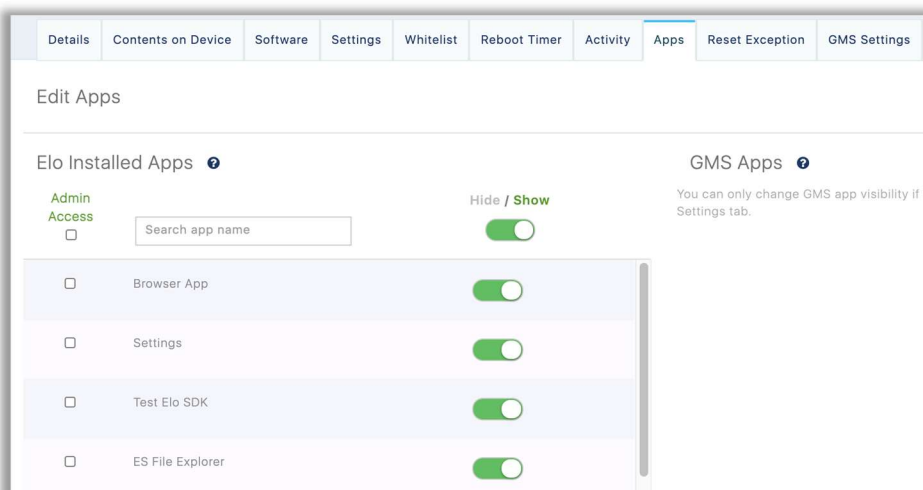 Details Contents on Device Software Settings Whitelist Reboot Timer Activity Apps Reset Exception GMS Settings
Edit Apps
Elo Installed Apps ?
Admin
Access
Search app name
Hide / Show
Browser App
Settings
Test Elo SDK
ES File Explorer
GMS Apps ?
You can only change GMS app visibility if
Settings tab.